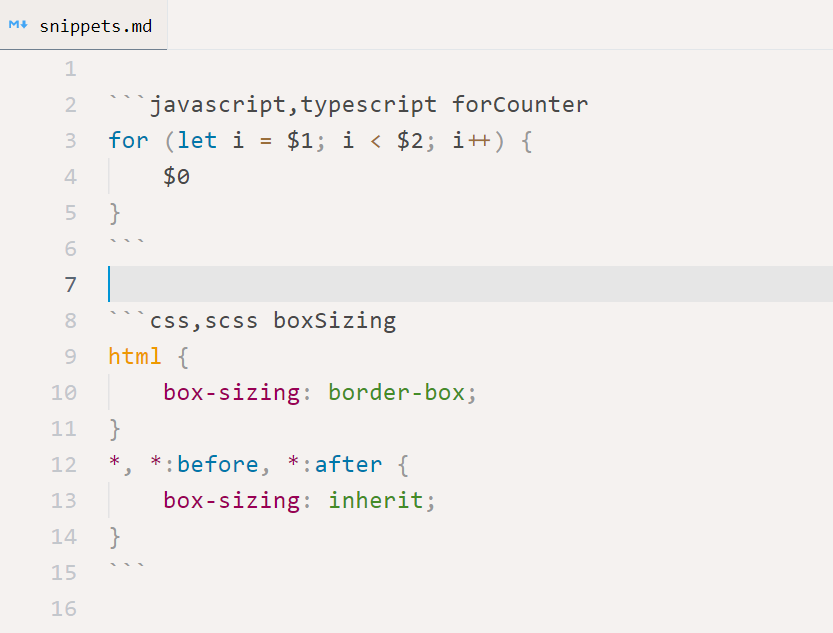 M↓ snippets.md
1
2 ```javascript,typescript forCounter
3 for (let i = $1; i < $2; i++) {
4     $0
5 }
6 ```
7
8 ```css,scss boxSizing
9 html {
10     box-sizing: border-box;
11 }
12 *, *:before, *:after {
13     box-sizing: inherit;
14 }
15 ```
16